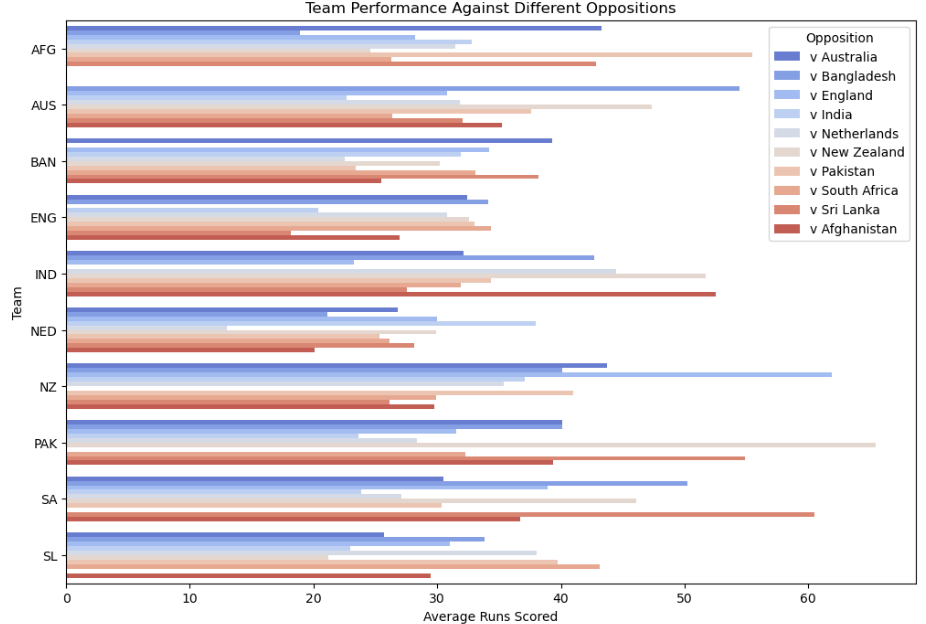 Team Performance Against Different Oppositions
AFG
AUS
BAN
ENG
IND
NED
NZ
PAK
SA
SL
Team
0 10 20 30 40 50 60
Average Runs Scored
Opposition
v Australia
v Bangladesh
v England
v India
v Netherlands
v New Zealand
v Pakistan
v South Africa
v Sri Lanka
v Afghanistan